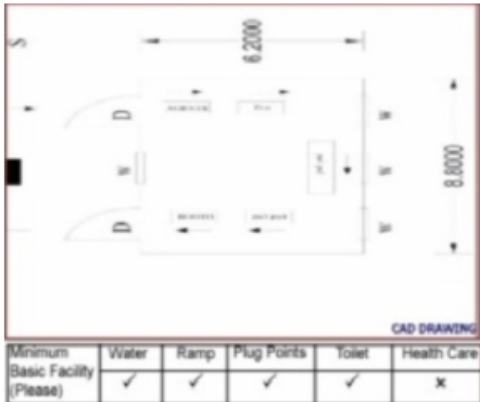 S
6.2000
D
W
D
W
W
W
8.8000
CAD DRAWING
Minimum Basic Facility (Please)
Water
Ramp
Plug Points
Toilet
Health Care
✓
✓
✓
✓
x